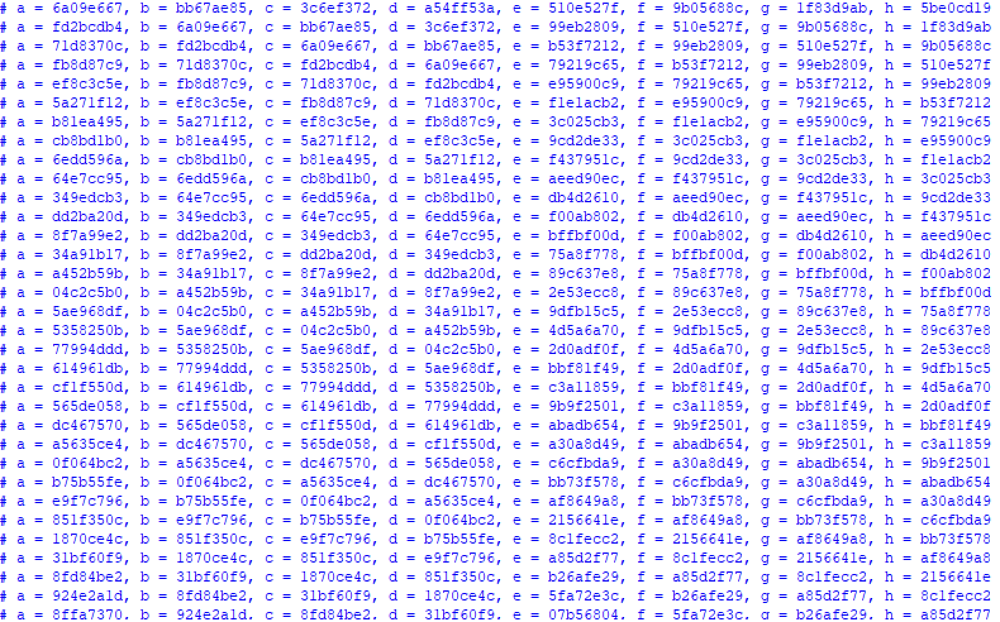 # a = 6a09e667, b = bb67ae85, c = 3c6ef372, d = a54ff53a, e = 510e527f, f = 9b05688c, g = 1f83d9ab, h = 5be0cd19
# a = fd2bcdb4, b = 6a09e667, c = bb67ae85, d = 3c6ef372, e = 99eb2809, f = 510e527f, g = 9b05688c, h = 1f83d9ab
# a = 71d8370c, b = fd2bcdb4, c = 6a09e667, d = bb67ae85, e = b53f7212, f = 99eb2809, g = 510e527f, h = 9b05688c
# a = fb8d87c9, b = 71d8370c, c = fd2bcdb4, d = 6a09e667, e = 79219c65, f = b53f7212, g = 99eb2809, h = 510e527f
# a = ef8c3c5e, b = fb8d87c9, c = 71d8370c, d = fd2bcdb4, e = e95900c9, f = 79219c65, g = b53f7212, h = 99eb2809
# a = 5a271f12, b = ef8c3c5e, c = fb8d87c9, d = 71d8370c, e = f1e1acb2, f = e95900c9, g = 79219c65, h = b53f7212
# a = b81ea495, b = 5a271f12, c = ef8c3c5e, d = fb8d87c9, e = 3c025cb3, f = f1e1acb2, g = e95900c9, h = 79219c65
# a = cb8bd1b0, b = b81ea495, c = 5a271f12, d = ef8c3c5e, e = 9cd2de33, f = 3c025cb3, g = f1e1acb2, h = e95900c9
# a = 6edd596a, b = cb8bd1b0, c = b81ea495, d = 5a271f12, e = f437951c, f = 9cd2de33, g = 3c025cb3, h = f1e1acb2
# a = 64e7cc95, b = 6edd596a, c = cb8bd1b0, d = b81ea495, e = aeed90ec, f = f437951c, g = 9cd2de33, h = 3c025cb3
# a = 349edcb3, b = 64e7cc95, c = 6edd596a, d = cb8bd1b0, e = db4d2610, f = aeed90ec, g = f437951c, h = 9cd2de33
# a = dd2ba20d, b = 349edcb3, c = 64e7cc95, d = 6edd596a, e = f00ab802, f = db4d2610, g = aeed90ec, h = f437951c
# a = 8f7a99e2, b = dd2ba20d, c = 349edcb3, d = 64e7cc95, e = bffbf00d, f = f00ab802, g = db4d2610, h = aeed90ec
# a = 34a91b17, b = 8f7a99e2, c = dd2ba20d, d = 349edcb3, e = 75a8f778, f = bffbf00d, g = f00ab802, h = db4d2610
# a = a452b59b, b = 34a91b17, c = 8f7a99e2, d = dd2ba20d, e = 89c637e8, f = 75a8f778, g = bffbf00d, h = f00ab802
# a = 04c2c5b0, b = a452b59b, c = 34a91b17, d = 8f7a99e2, e = 2e53ecc8, f = 89c637e8, g = 75a8f778, h = bffbf00d
# a = 5ae968df, b = 04c2c5b0, c = a452b59b, d = 34a91b17, e = 9dfb15c5, f = 2e53ecc8, g = 89c637e8, h = 75a8f778
# a = 5358250b, b = 5ae968df, c = 04c2c5b0, d = a452b59b, e = 4d5a6a70, f = 9dfb15c5, g = 2e53ecc8, h = 89c637e8
# a = 77994ddd, b = 5358250b, c = 5ae968df, d = 04c2c5b0, e = 2d0adf0f, f = 4d5a6a70, g = 9dfb15c5, h = 2e53ecc8
# a = 614961db, b = 77994ddd, c = 5358250b, d = 5ae968df, e = bbf81f49, f = 2d0adf0f, g = 4d5a6a70, h = 9dfb15c5
# a = cf1f550d, b = 614961db, c = 77994ddd, d = 5358250b, e = c3a11859, f = bbf81f49, g = 2d0adf0f, h = 4d5a6a70
# a = 565de058, b = cf1f550d, c = 614961db, d = 77994ddd, e = 9b9f2501, f = c3a11859, g = bbf81f49, h = 2d0adf0f
# a = dc467570, b = 565de058, c = cf1f550d, d = 614961db, e = abadb654, f = 9b9f2501, g = c3a11859, h = bbf81f49
# a = a5635ce4, b = dc467570, c = 565de058, d = cf1f550d, e = a30a8d49, f = abadb654, g = 9b9f2501, h = c3a11859
# a = 0f064bc2, b = a5635ce4, c = dc467570, d = 565de058, e = c6cfbda9, f = a30a8d49, g = abadb654, h = 9b9f2501
# a = b75b55fe, b = 0f064bc2, c = a5635ce4, d = dc467570, e = bb73f578, f = c6cfbda9, g = a30a8d49, h = abadb654
# a = e9f7c796, b = b75b55fe, c = 0f064bc2, d = a5635ce4, e = af8649a8, f = bb73f578, g = c6cfbda9, h = a30a8d49
# a = 851f350c, b = e9f7c796, c = b75b55fe, d = 0f064bc2, e = 2156641e, f = af8649a8, g = bb73f578, h = c6cfbda9
# a = 1870ce4c, b = 851f350c, c = e9f7c796, d = b75b55fe, e = 8c1fecc2, f = 2156641e, g = af8649a8, h = bb73f578
# a = 31bf60f9, b = 1870ce4c, c = 851f350c, d = e9f7c796, e = a85d2f77, f = 8c1fecc2, g = 2156641e, h = af8649a8
# a = 8fd84be2, b = 31bf60f9, c = 1870ce4c, d = 851f350c, e = b26afe29, f = a85d2f77, g = 8c1fecc2, h = 2156641e
# a = 924e2a1d, b = 8fd84be2, c = 31bf60f9, d = 1870ce4c, e = 5fa72e3c, f = b26afe29, g = a85d2f77, h = 8c1fecc2
# a = 8ffa7370, b = 924e2a1d, c = 8fd84be2, d = 31bf60f9, e = 07b56804, f = 5fa72e3c, g = b26afe29, h = a85d2f77